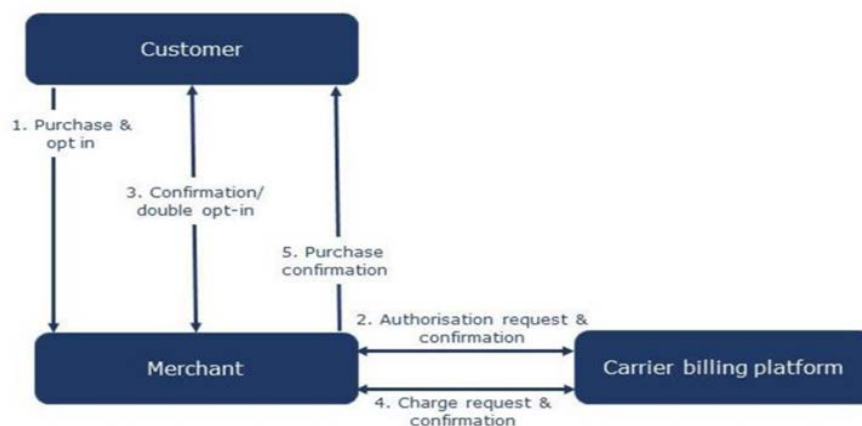 Customer
1. Purchase &
opt in
3. Confirmation/
double opt-in
5. Purchase
confirmation
2. Authorisation request &
confirmation
Merchant
Carrier billing platform
4. Charge request &
confirmation